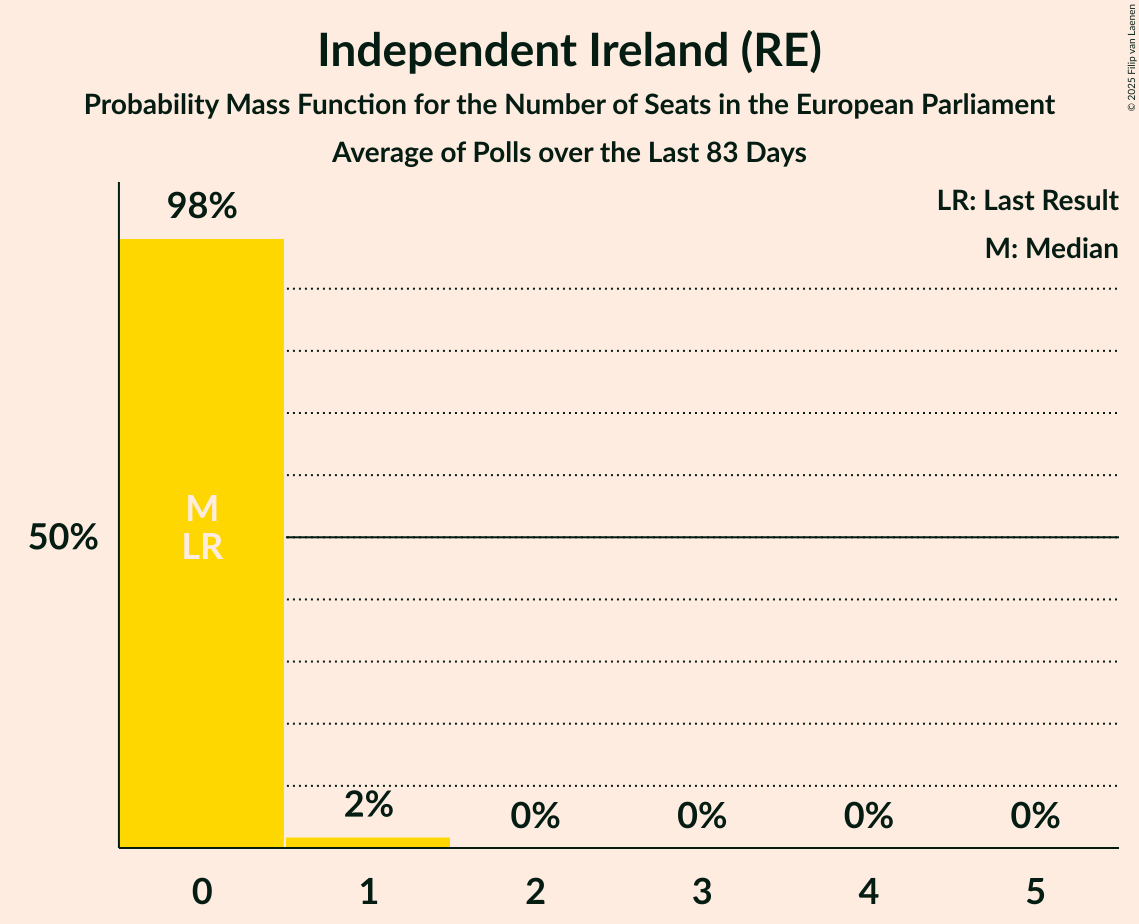 Independent Ireland (RE)
Probability Mass Function for the Number of Seats in the European Parliament
Average of Polls over the Last 83 Days
© 2025 Filip van Laenen
LR: Last Result
M: Median
98%
M
LR
50%
2%
0%
0%
0%
0%
0
1
2
3
4
5